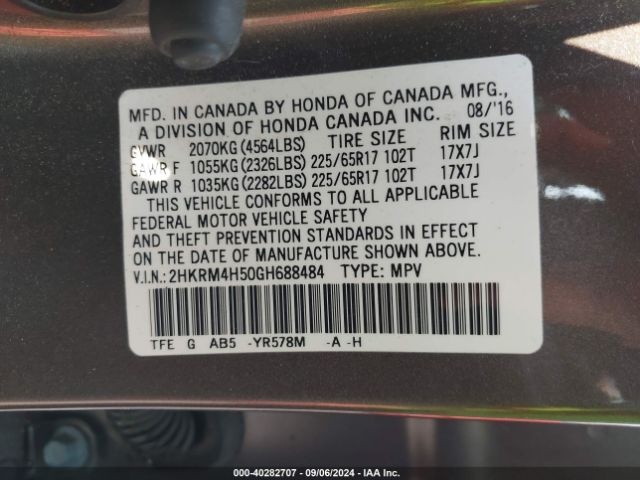 MFD. IN CANADA BY HONDA OF CANADA MFG., 08/'16
A DIVISION OF HONDA CANADA INC.
GVWR 2070KG(4564LBS) TIRE SIZE RIM SIZE
GAWR F 1055KG(2326LBS) 225/65R17 102T 17X7J
GAWR R 1035KG(2282LBS) 225/65R17 102T 17X7J
THIS VEHICLE CONFORMS TO ALL APPLICABLE
FEDERAL MOTOR VEHICLE SAFETY
AND THEFT PREVENTION STANDARDS IN EFFECT
ON THE DATE OF MANUFACTURE SHOWN ABOVE.
V.I.N.: 2HKRM4H50GH688484 TYPE: MPV
TFE G AB5 -YR578M -A -H
000-40282707 - 09/06/2024 - IAAI.COM